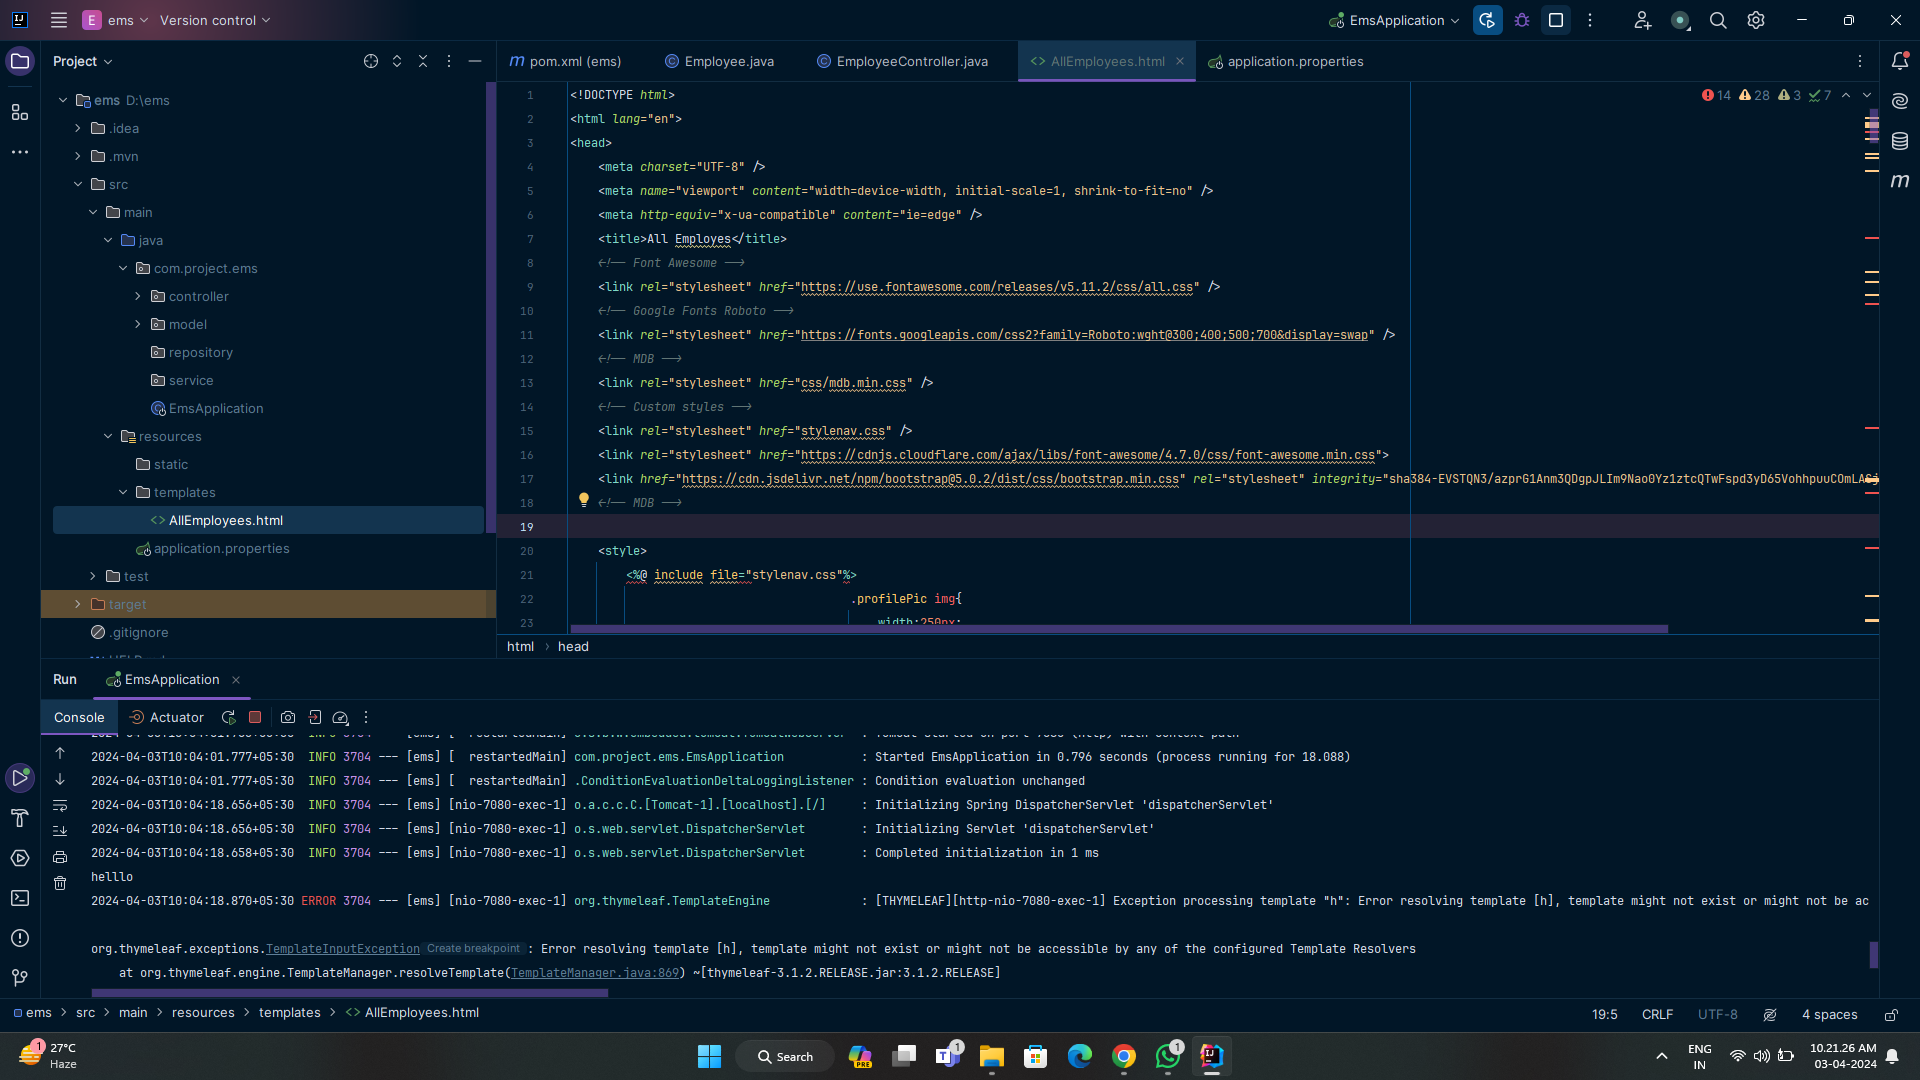 E ems Version control EmsApplication
Project
pom.xml (ems) Employee.java EmployeeController.java AllEmployees.html application.properties
ems D:\ems
.idea
.mvn
src
main
java
com.project.ems
controller
model
repository
service
EmsApplication
resources
static
templates
AllEmployees.html
application.properties
test
target
.gitignore
14 28 3 7
1 <!DOCTYPE html>
2 <html lang="en">
3 <head>
4 <meta charset="UTF-8" />
5 <meta name="viewport" content="width=device-width, initial-scale=1, shrink-to-fit=no" />
6 <meta http-equiv="x-ua-compatible" content="ie=edge" />
7 <title>All Employes</title>
8 <!-- Font Awesome -->
9 <link rel="stylesheet" href="https://use.fontawesome.com/releases/v5.11.2/css/all.css" />
10 <!-- Google Fonts Roboto -->
11 <link rel="stylesheet" href="https://fonts.googleapis.com/css2?family=Roboto:wght@300;400;500;700&display=swap" />
12 <!-- MDB -->
13 <link rel="stylesheet" href="css/mdb.min.css" />
14 <!-- Custom styles -->
15 <link rel="stylesheet" href="stylenav.css" />
16 <link rel="stylesheet" href="https://cdnjs.cloudflare.com/ajax/libs/font-awesome/4.7.0/css/font-awesome.min.css">
17 <link href="https://cdn.jsdelivr.net/npm/bootstrap@5.0.2/dist/css/bootstrap.min.css" rel="stylesheet" integrity="sha384-EVSTQN3/azprG1Anm3QDgpJLIm9Nao0Yz1ztcQTwFspd3yD65VohhpuuCOmLASj
18 <!-- MDB -->
19
20 <style>
21 <%@ include file="stylenav.css"%>
22 .profilePic img{
23 width:250px;
html > head
Run EmsApplication
Console Actuator
2024-04-03T10:04:01.777+05:30 INFO 3704 --- [ems] [ restartedMain] com.project.ems.EmsApplication : Started EmsApplication in 0.796 seconds (process running for 18.088)
2024-04-03T10:04:01.777+05:30 INFO 3704 --- [ems] [ restartedMain] .ConditionEvaluationDeltaLoggingListener : Condition evaluation unchanged
2024-04-03T10:04:18.656+05:30 INFO 3704 --- [ems] [nio-7080-exec-1] o.a.c.c.C.[Tomcat-1].[localhost].[/] : Initializing Spring DispatcherServlet 'dispatcherServlet'
2024-04-03T10:04:18.656+05:30 INFO 3704 --- [ems] [nio-7080-exec-1] o.s.web.servlet.DispatcherServlet : Initializing Servlet 'dispatcherServlet'
2024-04-03T10:04:18.658+05:30 INFO 3704 --- [ems] [nio-7080-exec-1] o.s.web.servlet.DispatcherServlet : Completed initialization in 1 ms
helllo
2024-04-03T10:04:18.870+05:30 ERROR 3704 --- [ems] [nio-7080-exec-1] org.thymeleaf.TemplateEngine : [THYMELEAF][http-nio-7080-exec-1] Exception processing template "h": Error resolving template [h], template might not exist or might not be ac
org.thymeleaf.exceptions.TemplateInputException Create breakpoint : Error resolving template [h], template might not exist or might not be accessible by any of the configured Template Resolvers
at org.thymeleaf.engine.TemplateManager.resolveTemplate(TemplateManager.java:869) ~[thymeleaf-3.1.2.RELEASE.jar:3.1.2.RELEASE]
ems > src > main > resources > templates > AllEmployees.html
19:5 CRLF UTF-8 4 spaces
1 27°C
Haze
Search
PRE
1
1
ENG
IN
10.21.26 AM
03-04-2024